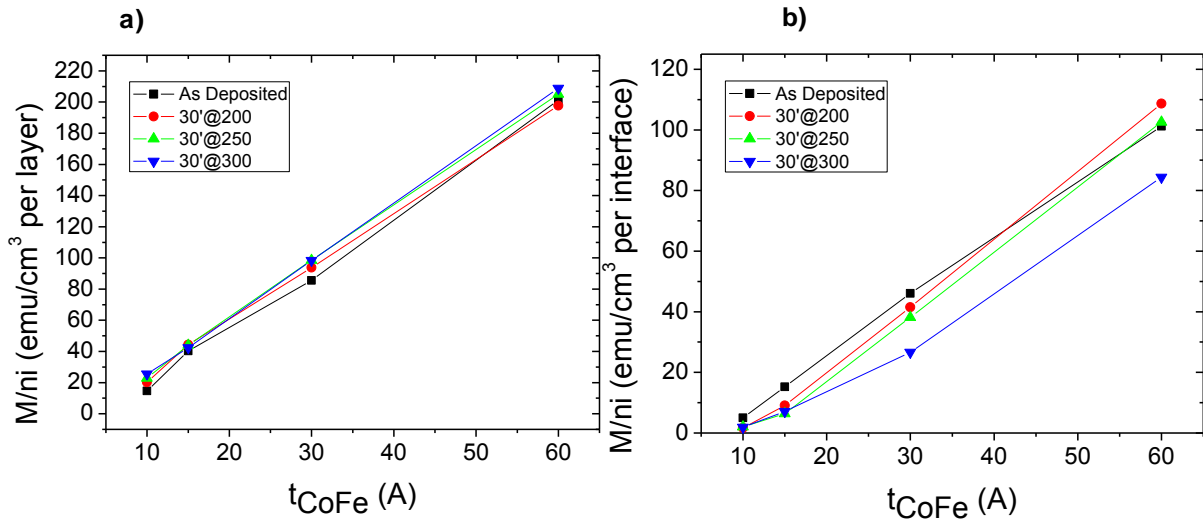 a)
M/ni (emu/cm³ per layer)
220
200
180
160
140
120
100
80
60
40
20
0
As Deposited
30'@200
30'@250
30'@300
10 20 30 40 50 60
tCoFe (A)
b)
M/ni (emu/cm³ per interface)
120
100
80
60
40
20
0
As Deposited
30'@200
30'@250
30'@300
10 20 30 40 50 60
tCoFe (A)